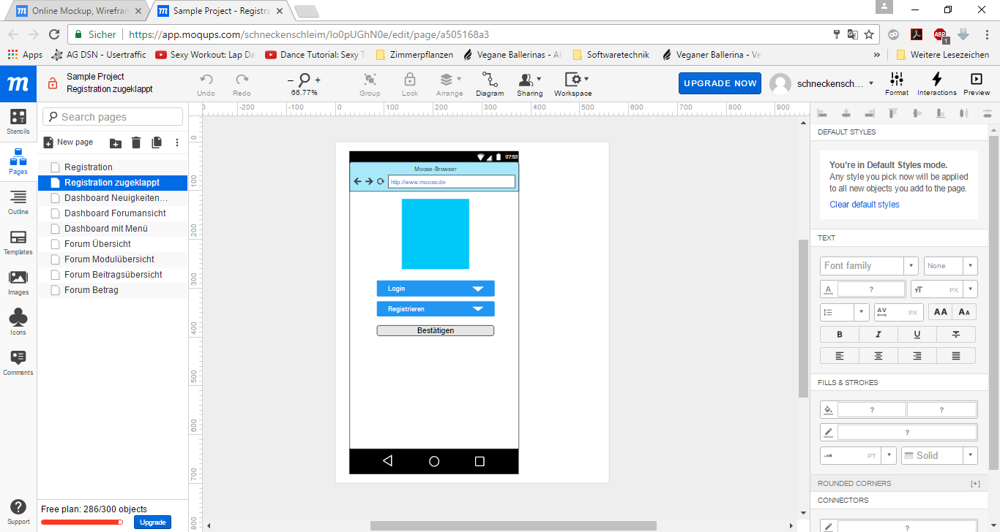 Online Mockup, Wirefram
Sample Project - Registra
Sicher
https://app.moqups.com/schneckenschleim/Io0pUGhN0e/edit/page/a505168a3
Apps
AG DSN - Usertraffic
Sexy Workout: Lap Da
Dance Tutorial: Sexy T
Zimmerpflanzen
Vegane Ballerinas - Al
Softwaretechnik
Veganer Ballerina - Ve
»
Weitere Lesezeichen
ABP
1
m
Sample Project
Registration zugeklappt
Undo
Redo
66.77%
Group
Lock
Arrange
Diagram
Sharing
Workspace
UPGRADE NOW
schneckensch...
Format
Interactions
Preview
Stencils
Pages
Outline
Templates
Images
Icons
Comments
Support
Search pages
New page
Registration
Registration zugeklappt
Dashboard Neuigkeiten...
Dashboard Forumansicht
Dashboard mit Menü
Forum Übersicht
Forum Modulübersicht
Forum Beitragsübersicht
Forum Betrag
Free plan: 286/300 objects
Upgrade
0 -200 -100 0 100 200 300 400 500 600 700 800 900
0
100
200
300
400
500
600
700
800
07:53
Moose-Browser
http://www.moose.de
Login
Registrieren
Bestätigen
DEFAULT STYLES
You're in Default Styles mode.
Any style you pick now will be applied
to all new objects you add to the page.
Clear default styles
TEXT
Font family
None
A ? TT PX
AV PX AA AA
B I U S
FILLS & STROKES
? ?
?
PT Solid
ROUNDED CORNERS [+]
CONNECTORS
?